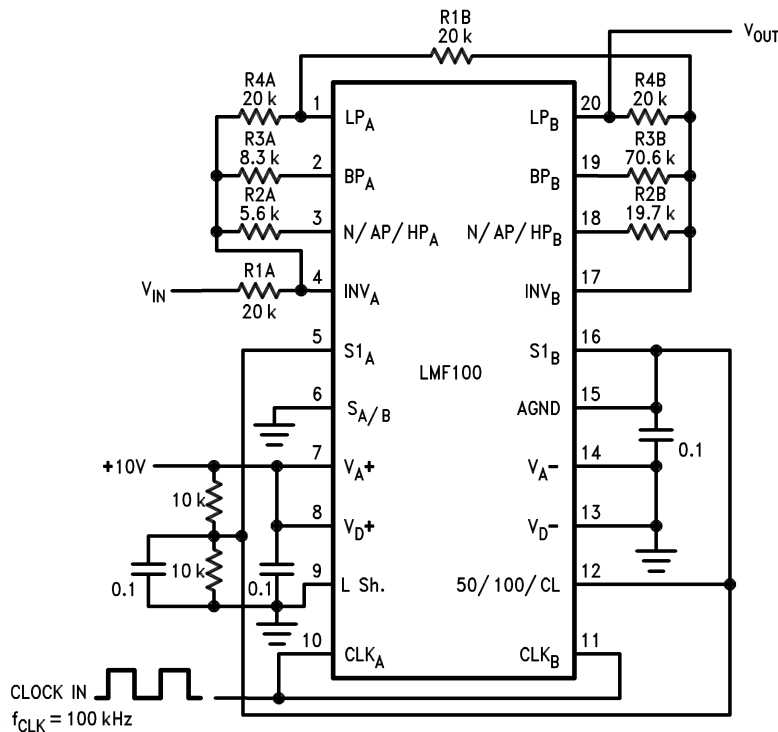 R1B
20 k
V_OUT
R4A
20 k
1
LP_A
20
LP_B
R4B
20 k
R3A
8.3 k
2
BP_A
19
BP_B
R3B
70.6 k
R2A
5.6 k
3
N/AP/HP_A
18
N/AP/HP_B
R2B
19.7 k
V_IN
R1A
20 k
4
INV_A
17
INV_B
5
S1_A
16
S1_B
LMF100
6
S_A/B
15
AGND
0.1
+10V
7
V_A+
14
V_A−
10 k
8
V_D+
13
V_D−
0.1
10 k
0.1
9
L Sh.
12
50/100/CL
10
CLK_A
11
CLK_B
CLOCK IN
f_CLK = 100 kHz